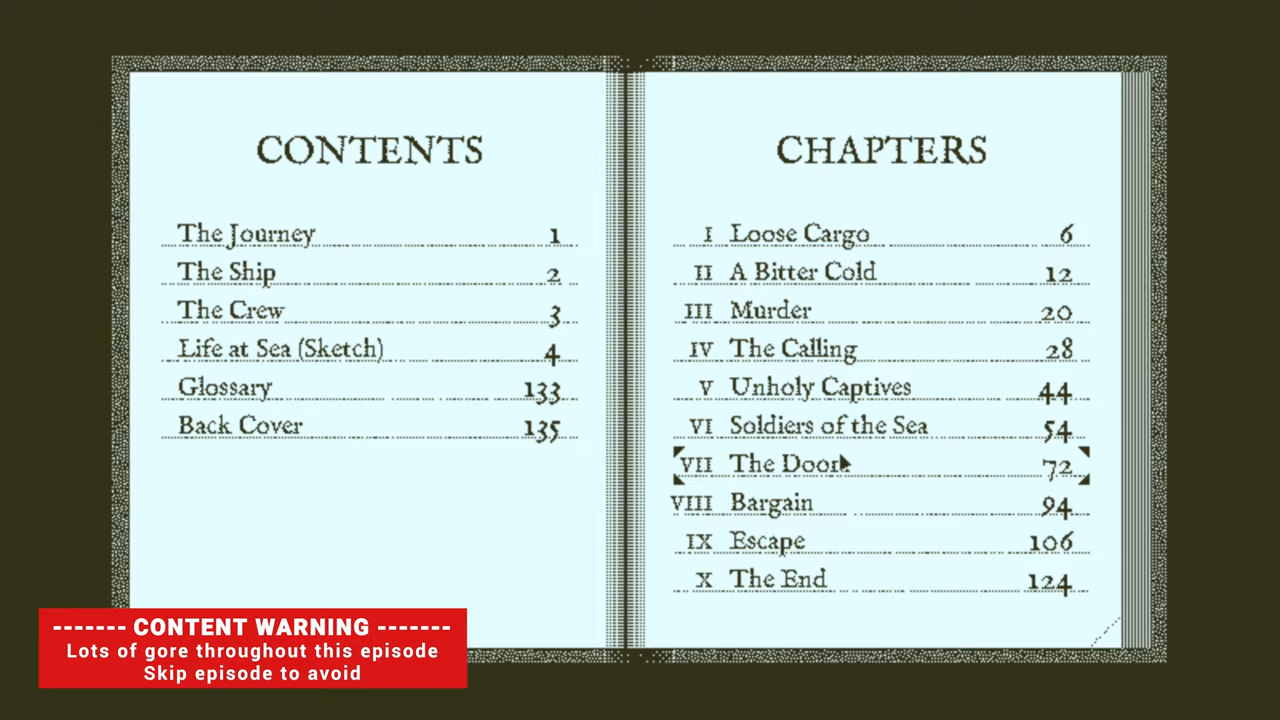 CONTENTS
The Journey 1
The Ship 2
The Crew 3
Life at Sea (Sketch) 4
Glossary 133
Back Cover 135
CHAPTERS
I Loose Cargo 6
II A Bitter Cold 12
III Murder 20
IV The Calling 28
V Unholy Captives 44
VI Soldiers of the Sea 54
VII The Door 72
VIII Bargain 94
IX Escape 106
X The End 124
------- CONTENT WARNING -------
Lots of gore throughout this episode
Skip episode to avoid